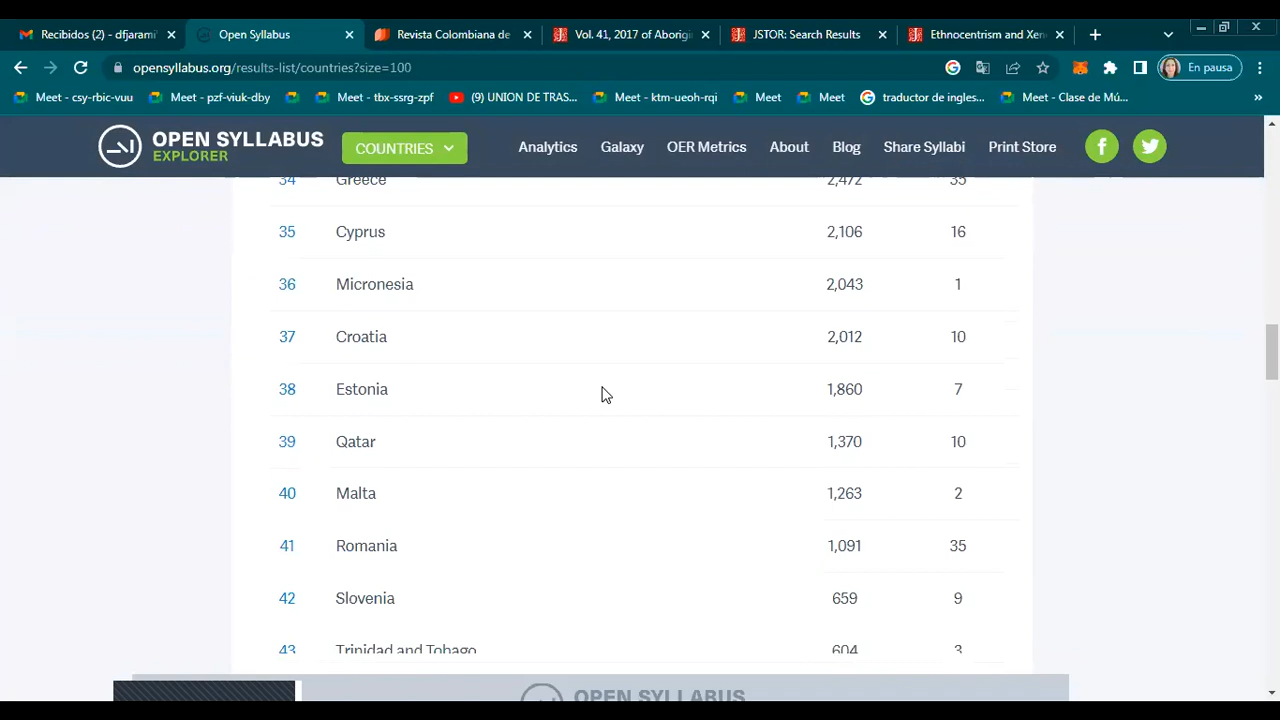 Recibidos (2) - dfjarami
Open Syllabus
Revista Colombiana de
Vol. 41, 2017 of Aborigi
JSTOR: Search Results
Ethnocentrism and Xen
opensyllabus.org/results-list/countries?size=100
En pausa
Meet - csy-rbic-vuu
Meet - pzf-viuk-dby
Meet - tbx-ssrg-zpf
(9) UNION DE TRAS...
Meet - ktm-ueoh-rqi
Meet
Meet
traductor de ingles...
Meet - Clase de Mú...
»
OPEN SYLLABUS
EXPLORER
COUNTRIES
Analytics
Galaxy
OER Metrics
About
Blog
Share Syllabi
Print Store
34 Greece 2,472 35
35 Cyprus 2,106 16
36 Micronesia 2,043 1
37 Croatia 2,012 10
38 Estonia 1,860 7
39 Qatar 1,370 10
40 Malta 1,263 2
41 Romania 1,091 35
42 Slovenia 659 9
43 Trinidad and Tobago 604 3
OPEN SYLLABUS